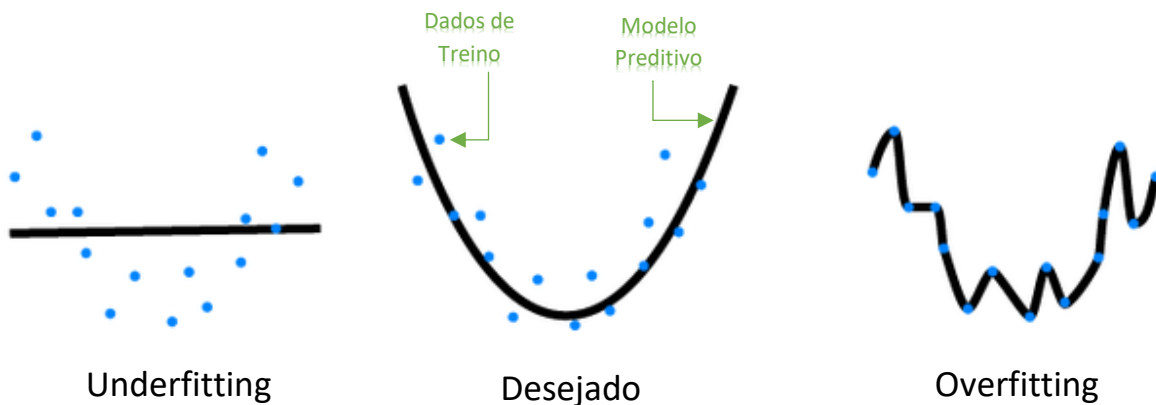 Dados de
Treino
Modelo
Preditivo
Underfitting
Desejado
Overfitting